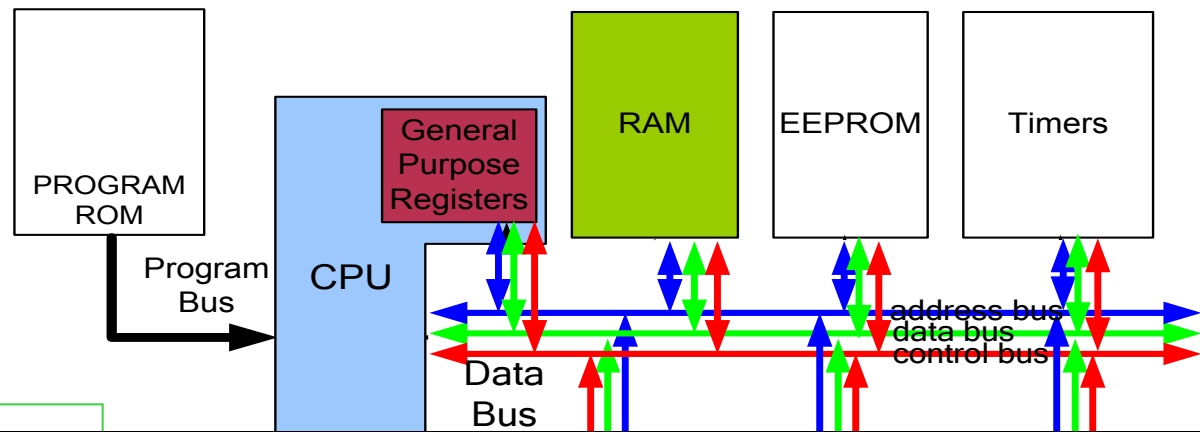 PROGRAM
ROM
Program
Bus
CPU
General
Purpose
Registers
RAM
EEPROM
Timers
address bus
data bus
control bus
Data
Bus